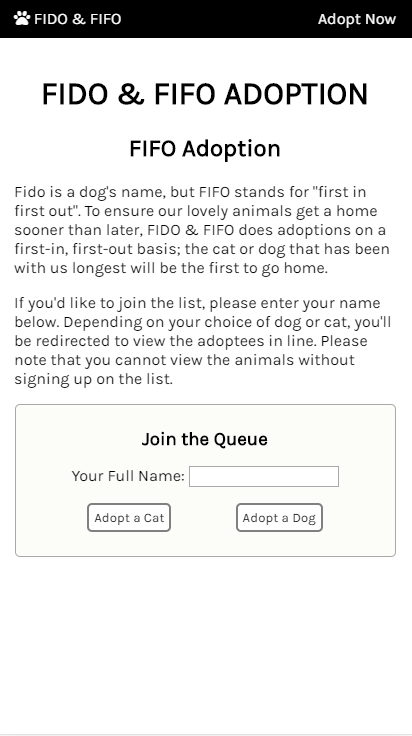 FIDO & FIFO
Adopt Now
FIDO & FIFO ADOPTION
FIFO Adoption
Fido is a dog's name, but FIFO stands for "first in
first out". To ensure our lovely animals get a home
sooner than later, FIDO & FIFO does adoptions on a
first-in, first-out basis; the cat or dog that has been
with us longest will be the first to go home.
If you'd like to join the list, please enter your name
below. Depending on your choice of dog or cat, you'll
be redirected to view the adoptees in line. Please
note that you cannot view the animals without
signing up on the list.
Join the Queue
Your Full Name:
Adopt a Cat
Adopt a Dog